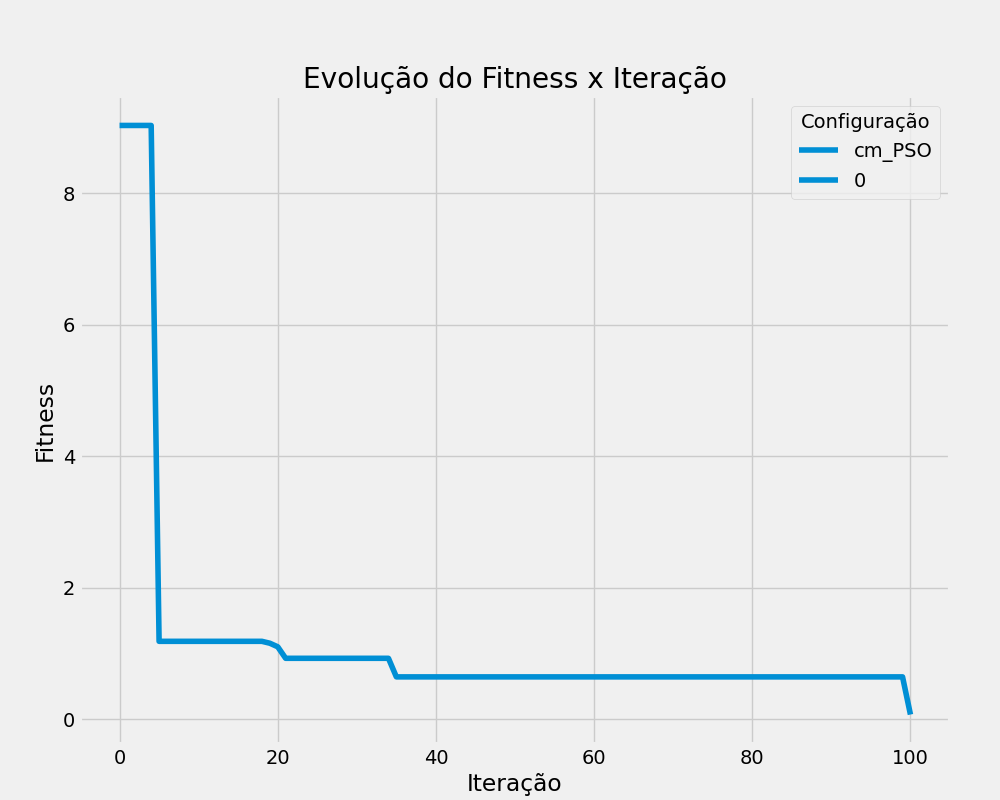 Evolução do Fitness x Iteração
Configuração
cm_PSO
0
Fitness
8
6
4
2
0
0 20 40 60 80 100
Iteração